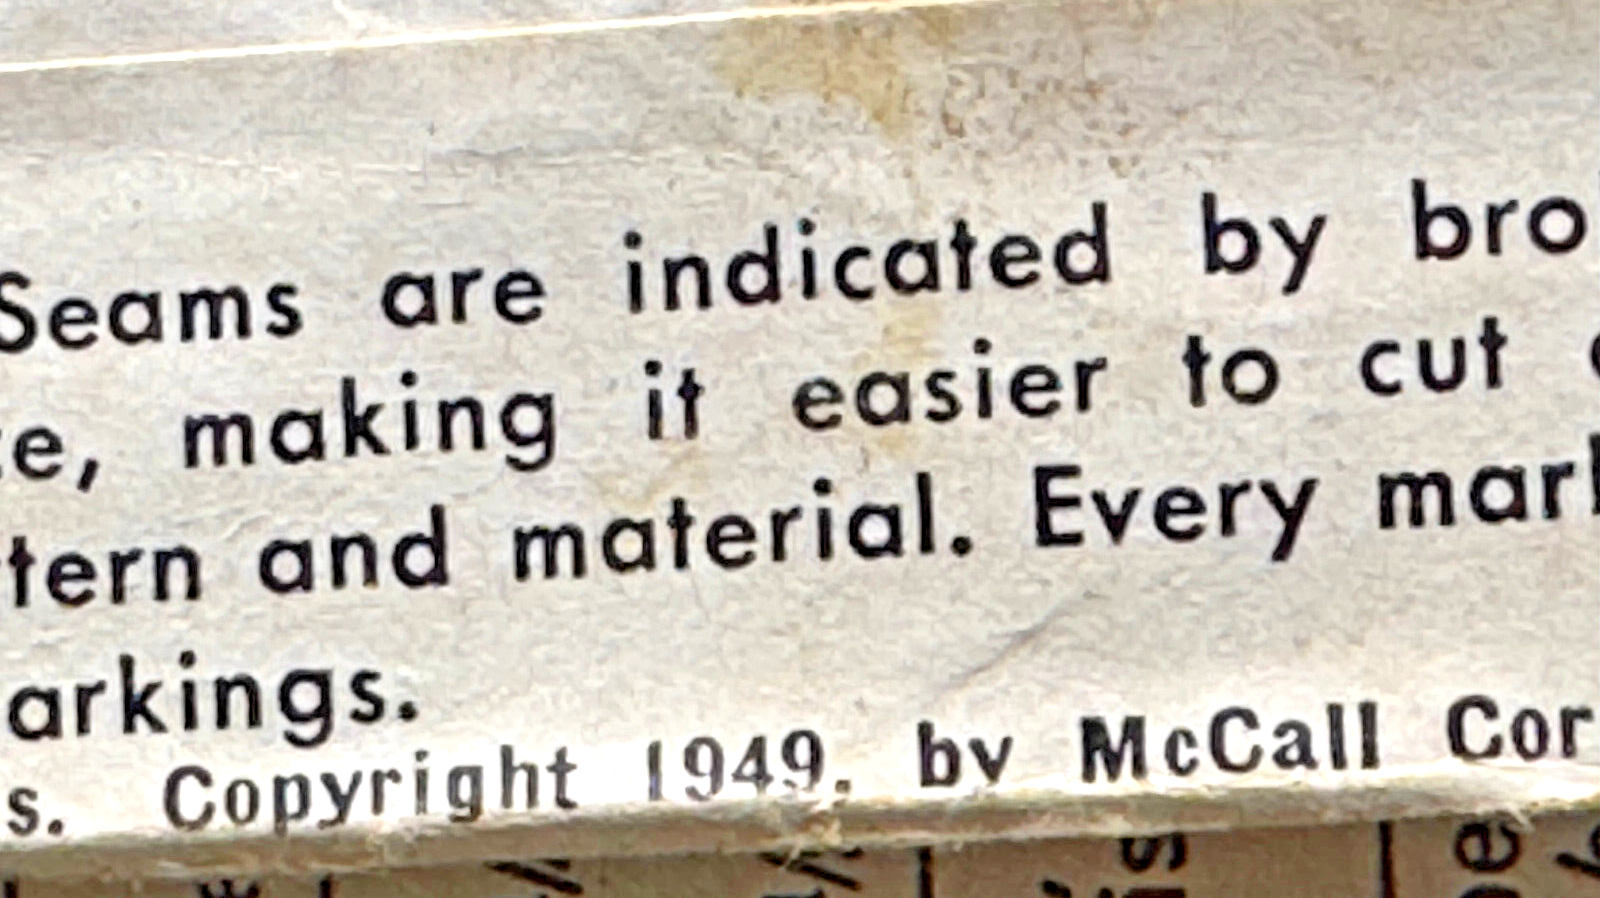 Seams are indicated by bro
e, making it easier to cut
tern and material. Every mar
arkings.
s. Copyright 1949, by McCall Cor